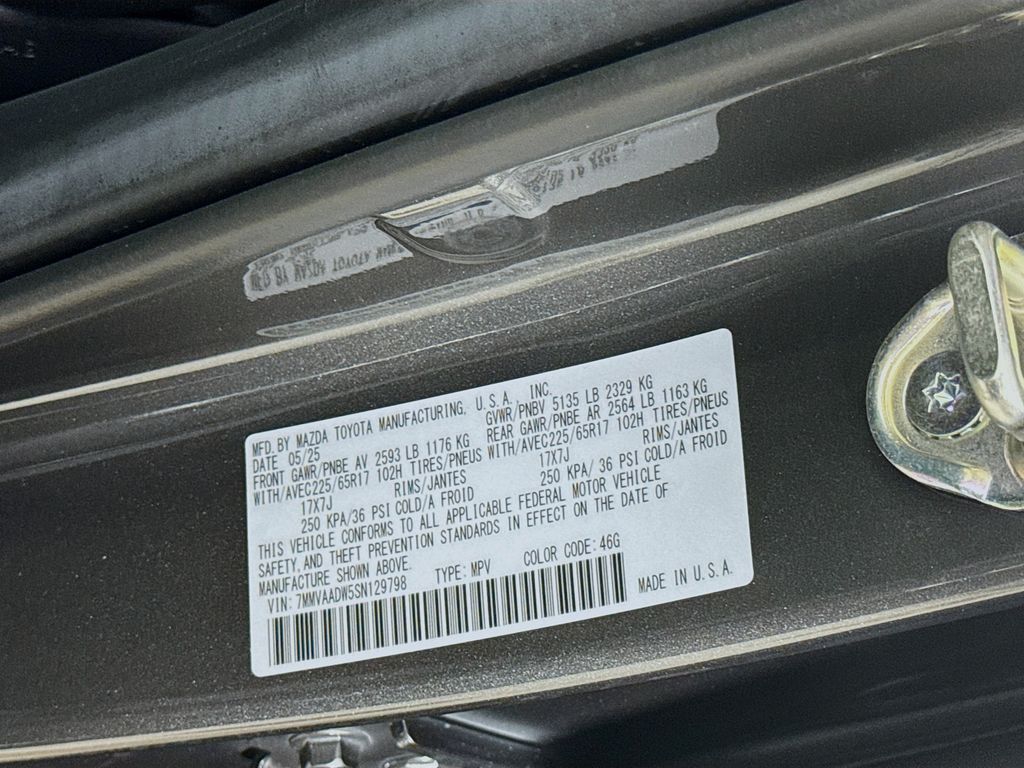 MFD.BY MAZDA TOYOTA MANUFACTURING, U.S.A., INC.
DATE 05/25 GVWR/PNBV 5135 LB 2329 KG
FRONT GAWR/PNBE AV 2593 LB 1176 KG REAR GAWR/PNBE AR 2564 LB 1163 KG
WITH/AVEC225/65R17 102H TIRES/PNEUS WITH/AVEC225/65R17 102H TIRES/PNEUS
17X7J RIMS/JANTES 17X7J RIMS/JANTES
250 KPA/36 PSI COLD/A FROID 250 KPA/ 36 PSI COLD/A FROID
THIS VEHICLE CONFORMS TO ALL APPLICABLE FEDERAL MOTOR VEHICLE
SAFETY, AND THEFT PREVENTION STANDARDS IN EFFECT ON THE DATE OF
MANUFACTURE SHOWN ABOVE.
VIN: 7MMVAADW5SN129798 TYPE: MPV COLOR CODE: 46G
MADE IN U.S.A.